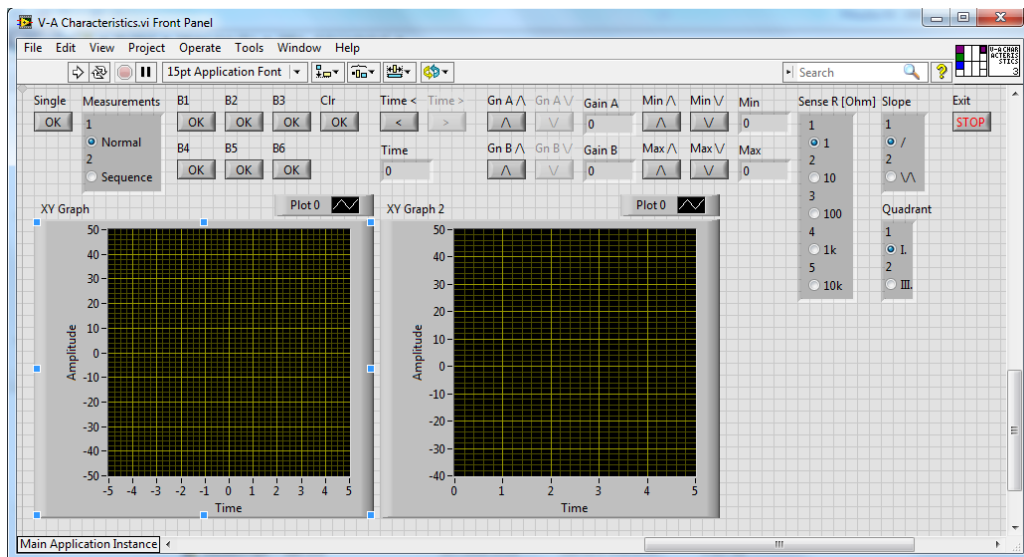 V-A Characteristics.vi Front Panel
File Edit View Project Operate Tools Window Help
15pt Application Font
Search
V-ACHAR
ACTERIS
STICS
3
Single Measurements B1 B2 B3 Clr Time < Time > Gn A /\ Gn A \/ Gain A Min /\ Min \/ Min Sense R [Ohm] Slope Exit
OK 1 OK OK OK OK < > /\ \/ 0 /\ \/ 0 1 1 STOP
Normal 1 /
B4 B5 B6 Time Gn B /\ Gn B \/ Gain B Max /\ Max \/ Max
2 OK OK OK 0 /\ \/ 0 /\ \/ 0 2 2
Sequence 10 \/\
3
XY Graph Plot 0 XY Graph 2 Plot 0 100 Quadrant
4 1
1k I.
5 2
10k III.
50
40
30
20
10
0
-10
-20
-30
-40
-50
Amplitude
-5 -4 -3 -2 -1 0 1 2 3 4 5
Time
50
40
30
20
10
0
-10
-20
-30
-40
Amplitude
0 1 2 3 4 5
Time
Main Application Instance